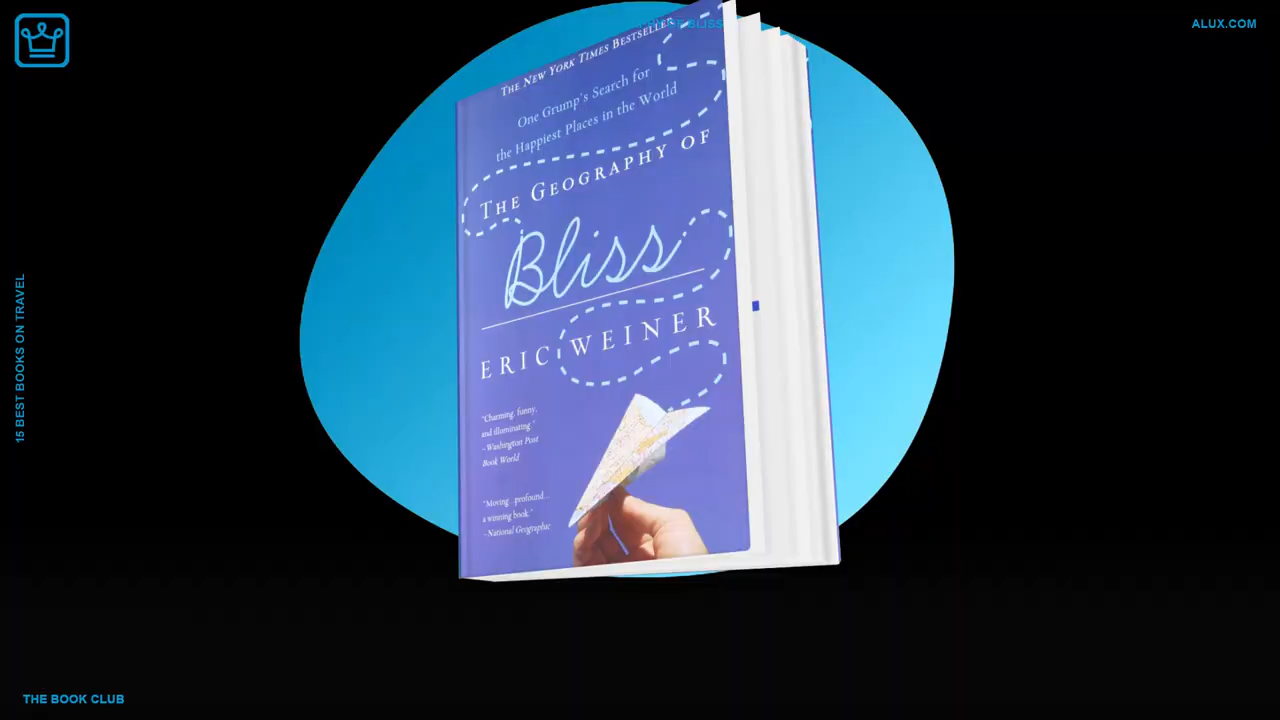 ALUX.COM
THE NEW YORK TIMES BESTSELLER
One Grump's Search for
the Happiest Places in the World
THE GEOGRAPHY OF
Bliss
ERIC WEINER
"Charming, funny,
and illuminating."
-Washington Post
Book World
"Moving...profound...
a winning book."
-National Geographic
15 BEST BOOKS ON TRAVEL
THE BOOK CLUB